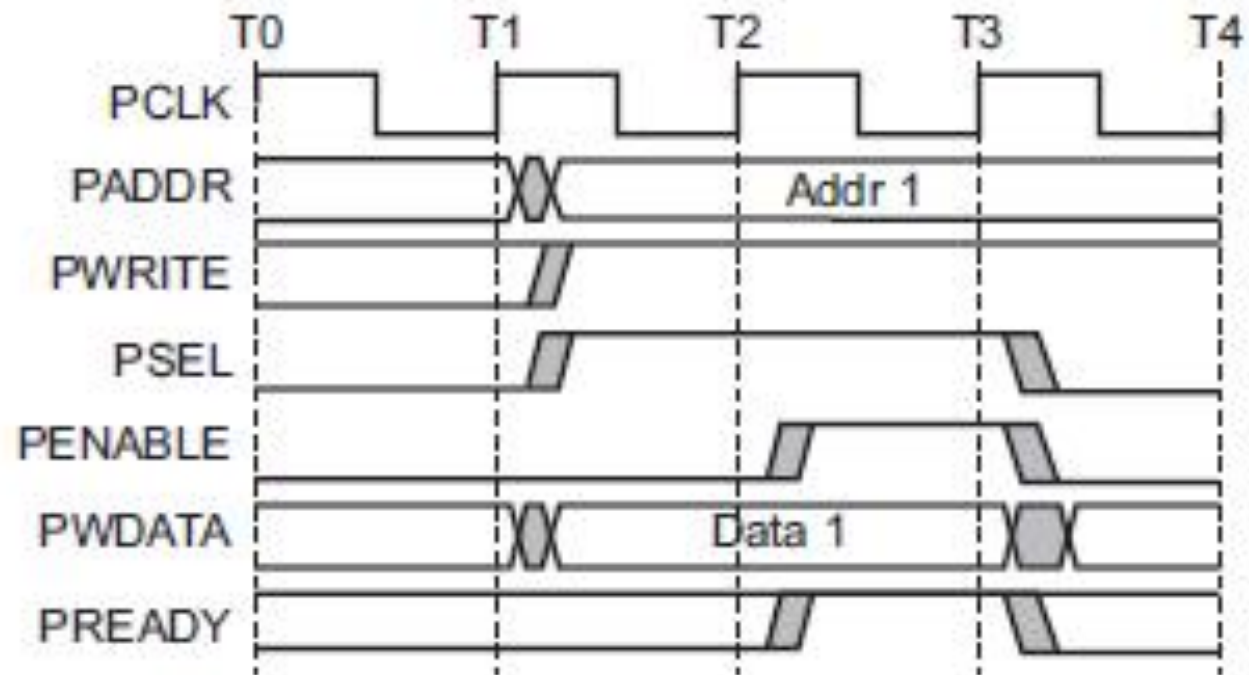 T0 T1 T2 T3 T4
PCLK
PADDR Addr 1
PWRITE
PSEL
PENABLE
PWDATA Data 1
PREADY